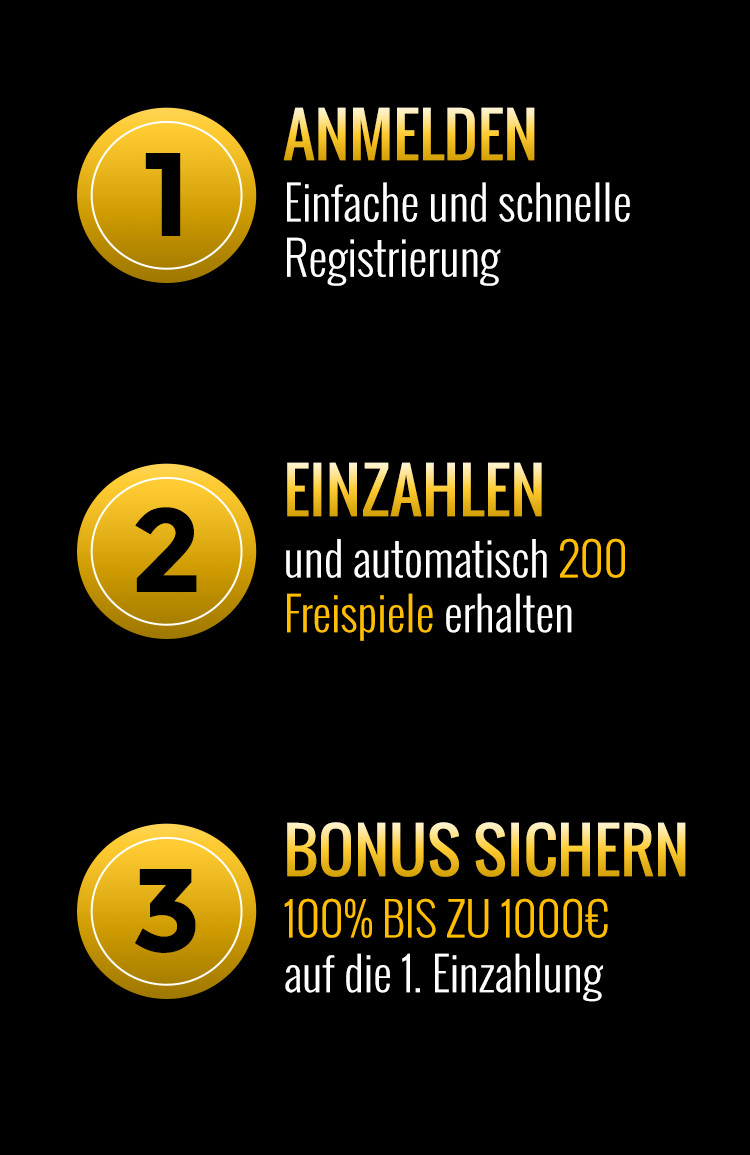 1
ANMELDEN
Einfache und schnelle
Registrierung
2
EINZAHLEN
und automatisch 200
Freispiele erhalten
3
BONUS SICHERN
100% BIS ZU 1000€
auf die 1. Einzahlung